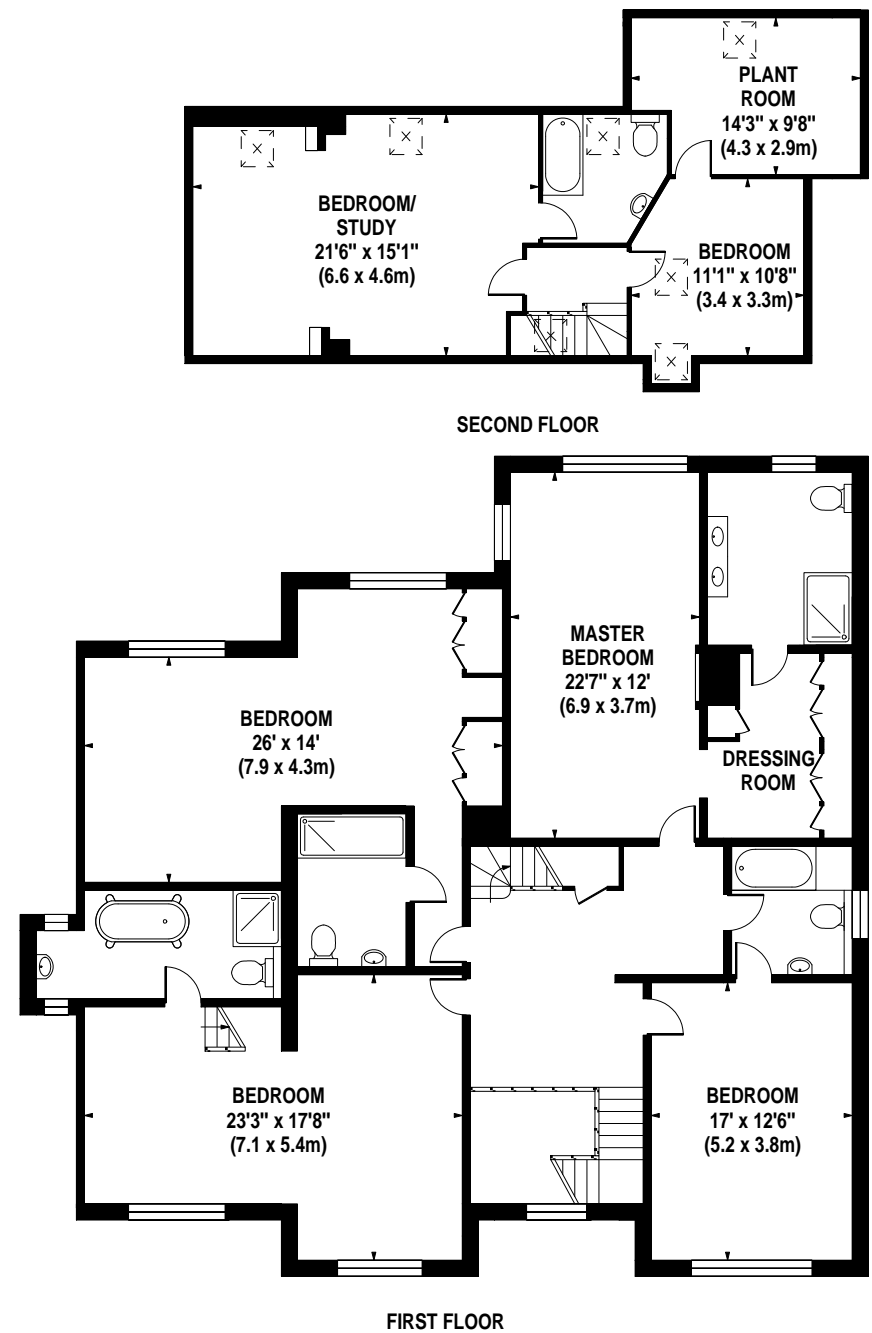 PLANT
ROOM
14'3" x 9'8"
(4.3 x 2.9m)
BEDROOM/
STUDY
21'6" x 15'1"
(6.6 x 4.6m)
BEDROOM
11'1" x 10'8"
(3.4 x 3.3m)
SECOND FLOOR
MASTER
BEDROOM
22'7" x 12'
(6.9 x 3.7m)
BEDROOM
26' x 14'
(7.9 x 4.3m)
DRESSING
ROOM
BEDROOM
23'3" x 17'8"
(7.1 x 5.4m)
BEDROOM
17' x 12'6"
(5.2 x 3.8m)
FIRST FLOOR